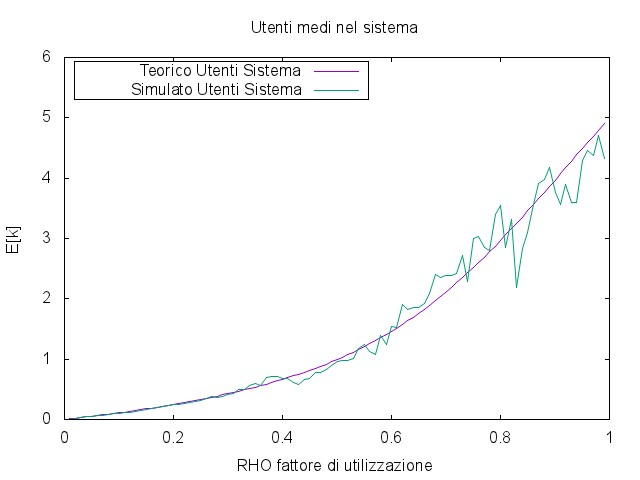 Utenti medi nel sistema
6
Teorico Utenti Sistema
Simulato Utenti Sistema
5
4
E[k]
3
2
1
0
0 0.2 0.4 0.6 0.8 1
RHO fattore di utilizzazione